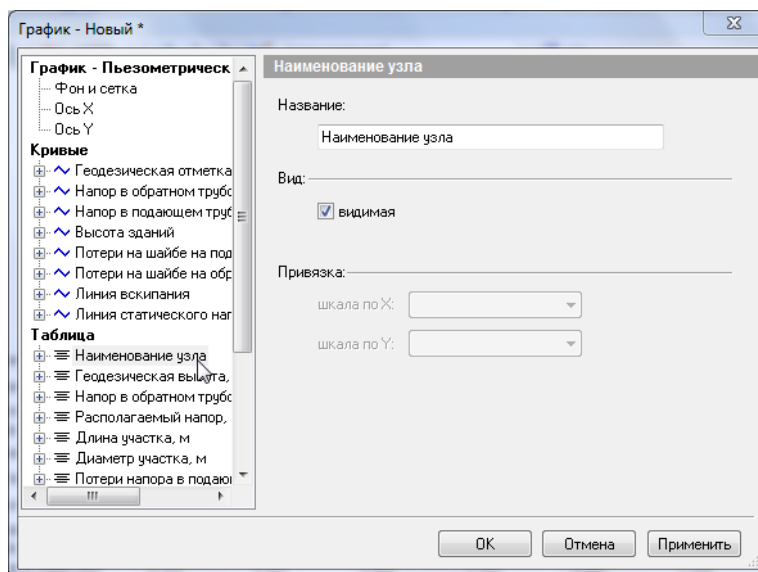 График - Новый *
График - Пьезометрическ
Фон и сетка
Ось X
Ось Y
Кривые
Геодезическая отметка
Напор в обратном трубо
Напор в подающем труб
Высота зданий
Потери на шайбе на под
Потери на шайбе на обр
Линия вскипания
Линия статического нап
Таблица
Наименование узла
Геодезическая высота,
Напор в обратном трубо
Располагаемый напор,
Длина участка, м
Диаметр участка, м
Потери напора в подающ
Наименование узла
Название:
Наименование узла
Вид:
видимая
Привязка:
шкала по X:
шкала по Y:
OK
Отмена
Применить